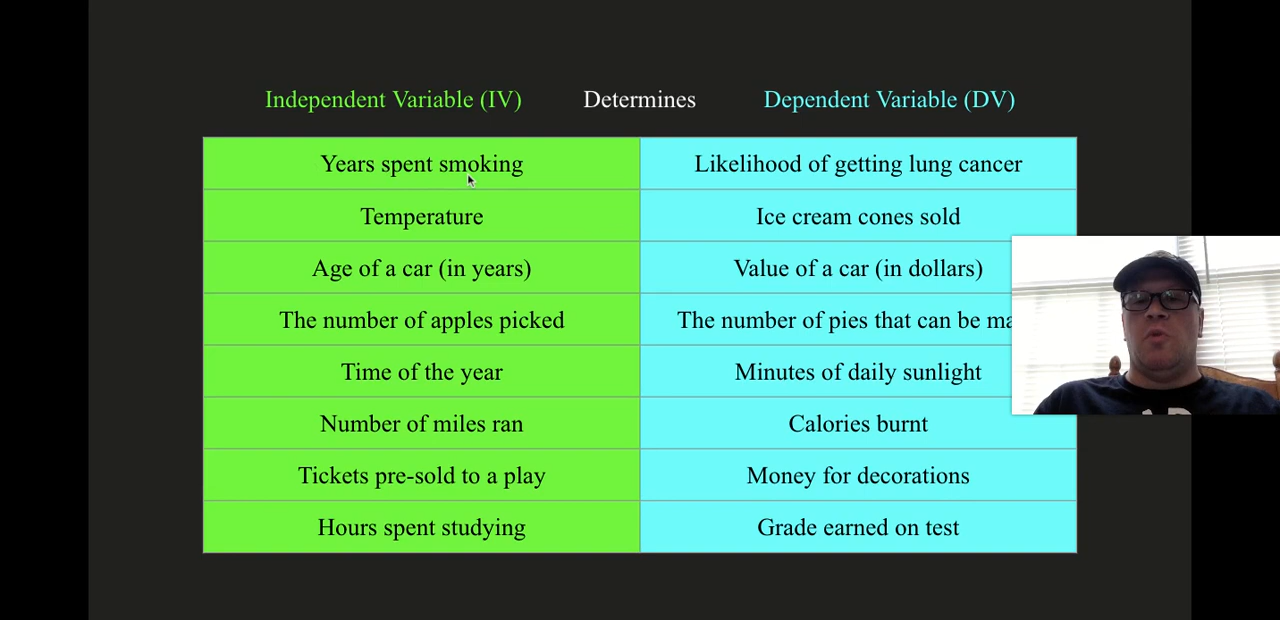 Independent Variable (IV) Determines Dependent Variable (DV)
Years spent smoking Likelihood of getting lung cancer
Temperature Ice cream cones sold
Age of a car (in years) Value of a car (in dollars)
The number of apples picked The number of pies that can be
Time of the year Minutes of daily sunlight
Number of miles ran Calories burnt
Tickets pre-sold to a play Money for decorations
Hours spent studying Grade earned on test